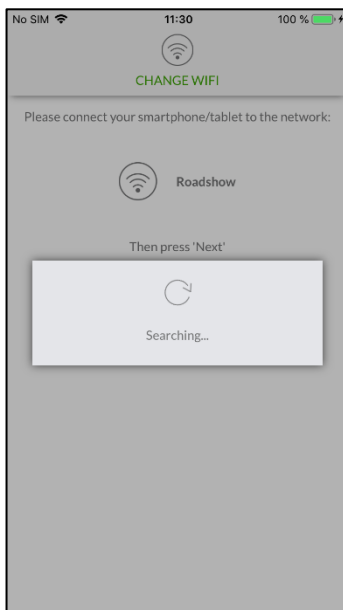 No SIM 11:30 100 %
CHANGE WIFI
Please connect your smartphone/tablet to the network:
Roadshow
Then press 'Next'
Searching...